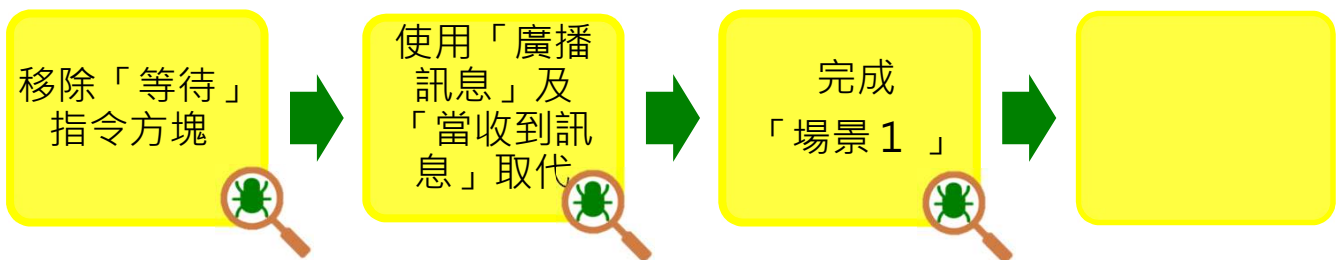 移除「等待」
指令方塊
使用「廣播
訊息」及
「當收到訊
息」取代
完成
「場景1 」